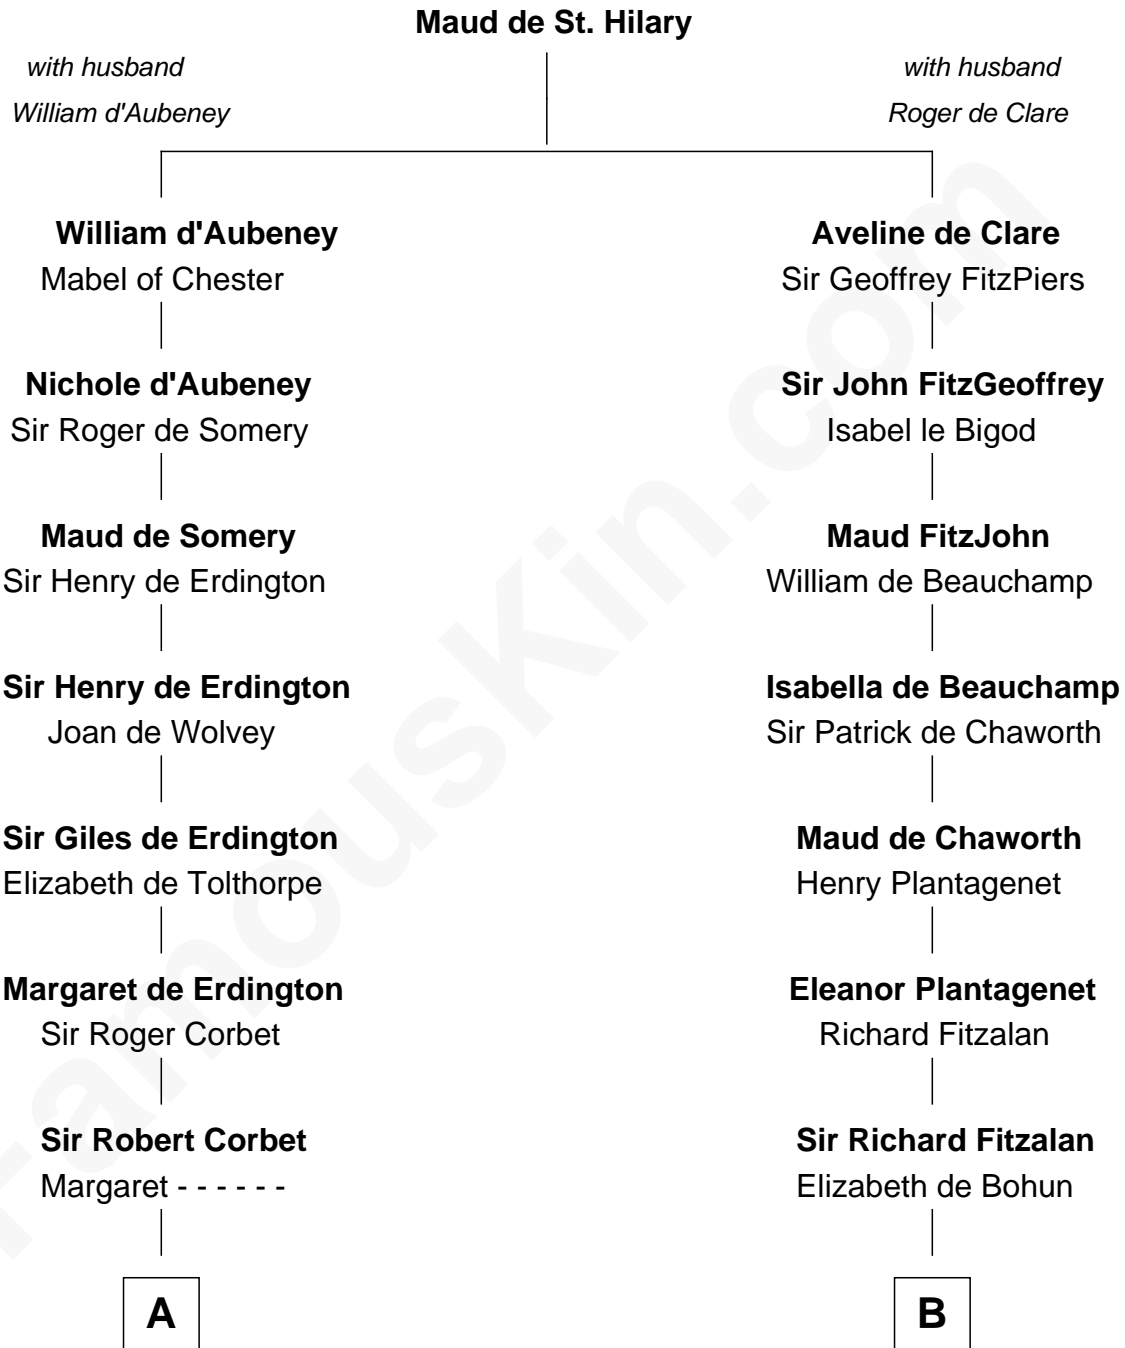 Maud de St. Hilary
with husband
William d'Aubeney
with husband
Roger de Clare
William d'Aubeney
Mabel of Chester
Nichole d'Aubeney
Sir Roger de Somery
Maud de Somery
Sir Henry de Erdington
Sir Henry de Erdington
Joan de Wolvey
Sir Giles de Erdington
Elizabeth de Tolthorpe
Margaret de Erdington
Sir Roger Corbet
Sir Robert Corbet
Margaret - - - - - -
A
Aveline de Clare
Sir Geoffrey FitzPiers
Sir John FitzGeoffrey
Isabel le Bigod
Maud FitzJohn
William de Beauchamp
Isabella de Beauchamp
Sir Patrick de Chaworth
Maud de Chaworth
Henry Plantagenet
Eleanor Plantagenet
Richard Fitzalan
Sir Richard Fitzalan
Elizabeth de Bohun
B
FamousKin.com